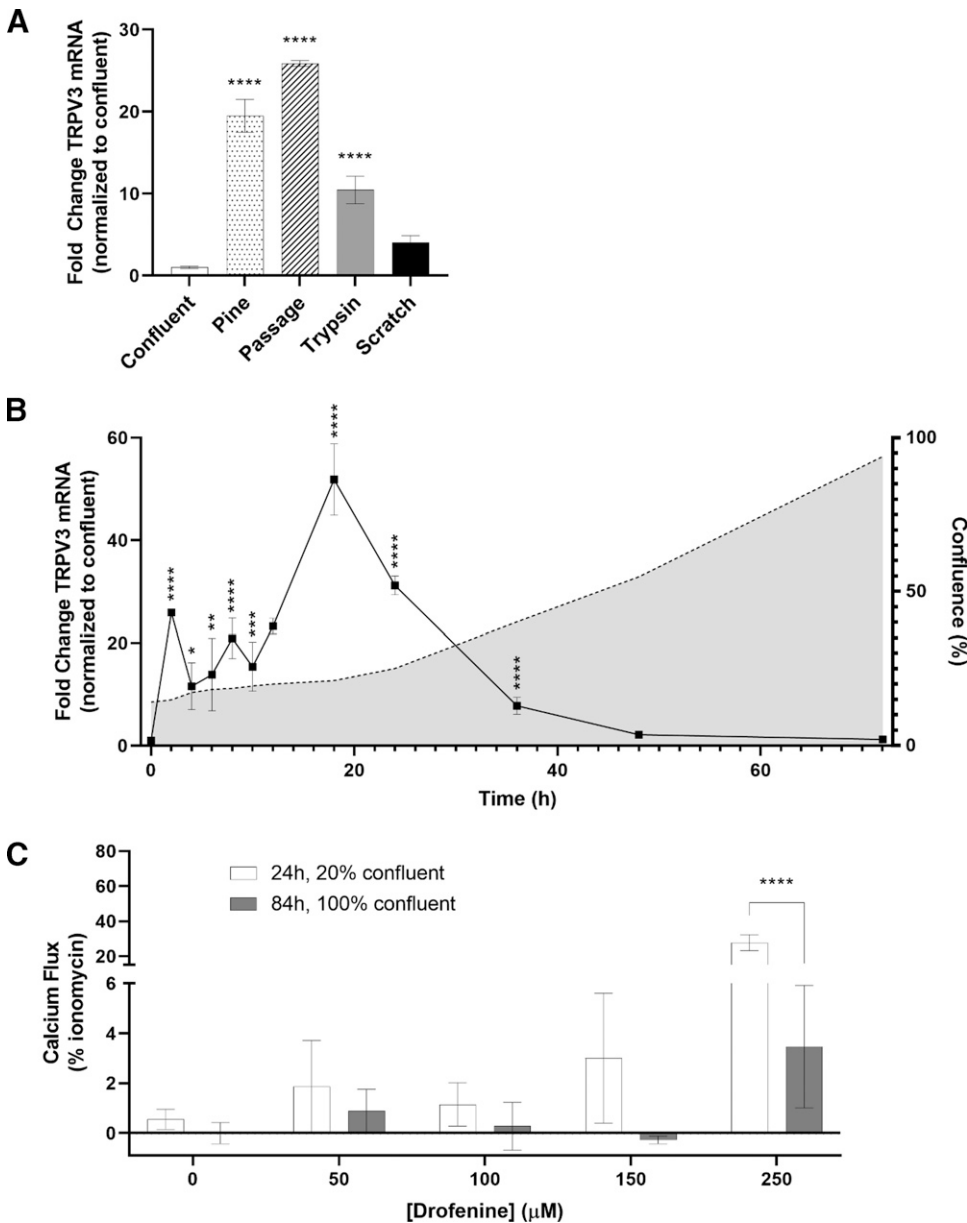 A
Fold Change TRPV3 mRNA
(normalized to confluent)
30
20
10
0
****
****
****
Confluent
Pine
Passage
Trypsin
Scratch
B
Fold Change TRPV3 mRNA
(normalized to confluent)
60
40
20
0
****
*
**
****
***
****
****
****
100
50
0
Confluence (%)
0
20
40
60
Time (h)
C
Calcium Flux
(% ionomycin)
80
60
40
20
6
4
2
0
24h, 20% confluent
84h, 100% confluent
****
0
50
100
150
250
[Drofenine] (μM)